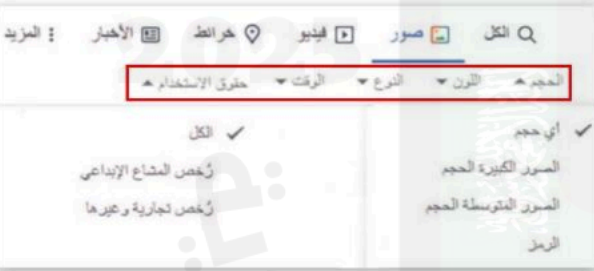 الكل صور فيديو خرائط الأخبار المزيد
الحجم اللون النوع الوقت حقوق الاستخدام
أي حجم
الصور الكبيرة الحجم
الصور المتوسطة الحجم
الرمز
الكل
رُخص المشاع الإبداعي
رُخص تجارية وغيرها